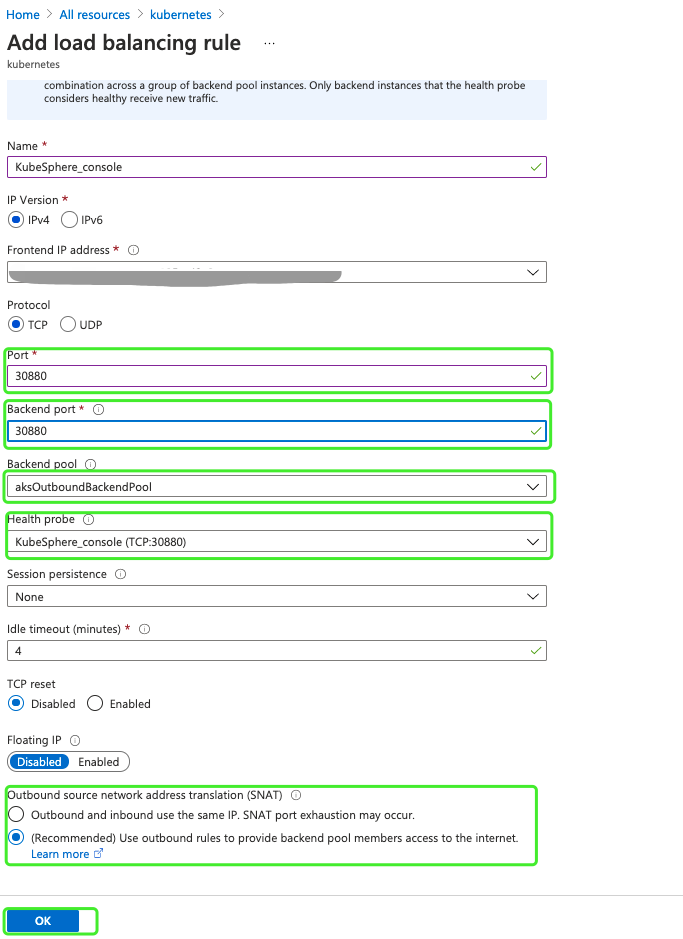 Home > All resources > kubernetes >
Add load balancing rule ...
kubernetes
combination across a group of backend pool instances. Only backend instances that the health probe
considers healthy receive new traffic.
Name *
KubeSphere_console
IP Version *
IPv4 IPv6
Frontend IP address *
Protocol
TCP UDP
Port *
30880
Backend port *
30880
Backend pool
aksOutboundBackendPool
Health probe
KubeSphere_console (TCP:30880)
Session persistence
None
Idle timeout (minutes) *
4
TCP reset
Disabled Enabled
Floating IP
Disabled Enabled
Outbound source network address translation (SNAT)
Outbound and inbound use the same IP. SNAT port exhaustion may occur.
(Recommended) Use outbound rules to provide backend pool members access to the internet.
Learn more
OK